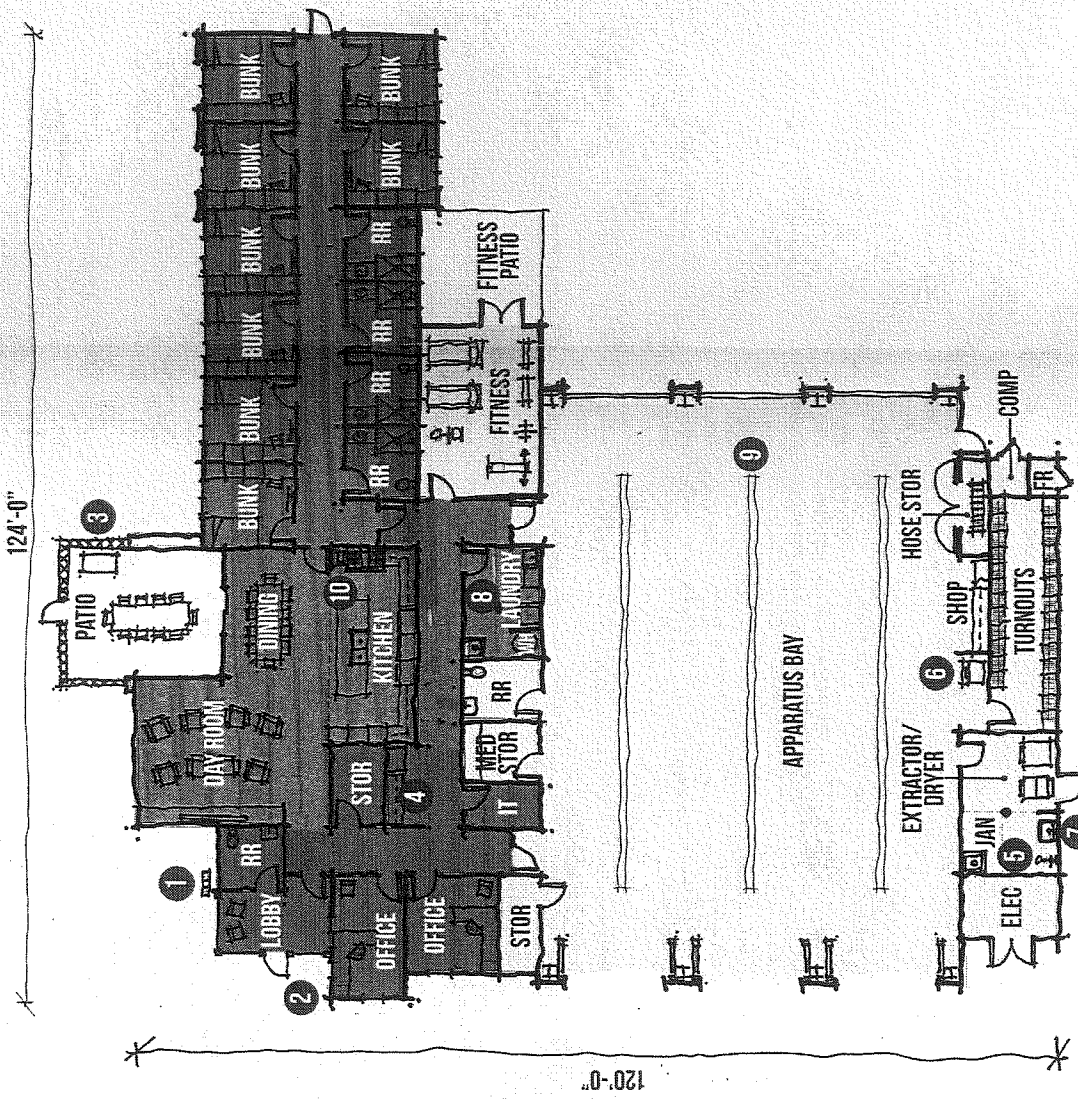 124'-0"
120'-0"
BUNK
BUNK
BUNK
BUNK
BUNK
BUNK
BUNK
BUNK
3
PATIO
DINING
DAY ROOM
1
RR
LOBBY
2
OFFICE
OFFICE
STOR
STOR
4
KITCHEN
10
RR
RR
RR
RR
FITNESS
PATIO
FITNESS
8
LAUNDRY
RR
MED
STOR
IT
9
APPARATUS BAY
HOSE STOR
COMP
FR
SHOP
TURNOUTS
6
EXTRACTOR/
DRYER
JAN
5
7
ELEC